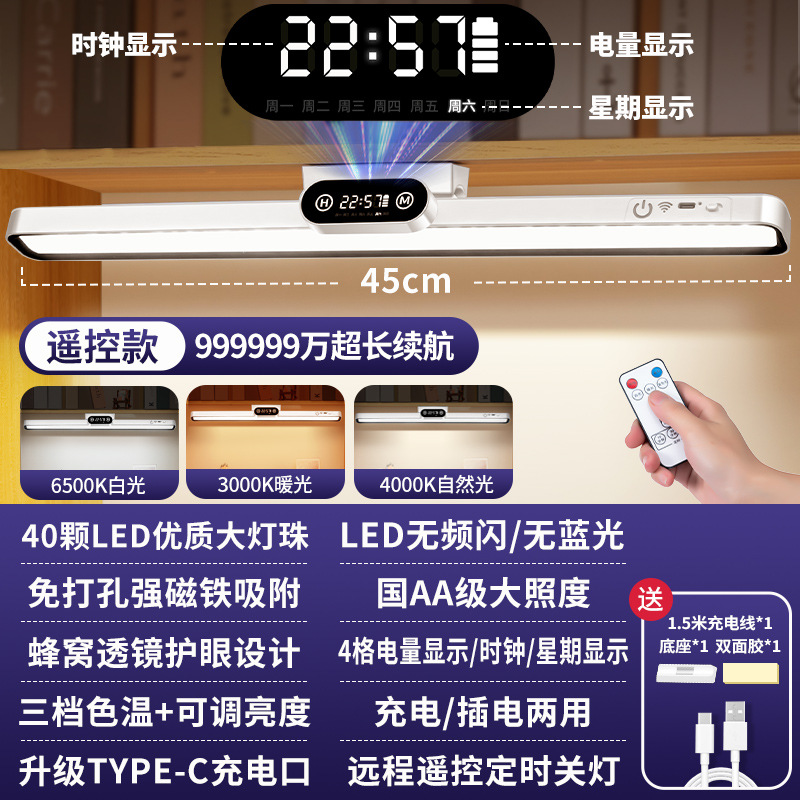 22:57
时钟显示
电量显示
周一 周二 周三 周四 周五 周六 周日
星期显示
H 22:57 M
45cm
遥控款 999999万超长续航
6500K白光
3000K暖光
4000K自然光
40颗LED优质大灯珠
LED无频闪/无蓝光
免打孔强磁铁吸附
国AA级大照度
蜂窝透镜护眼设计
4格电量显示/时钟/星期显示
三档色温+可调亮度
充电/插电两用
升级TYPE-C充电口
远程遥控定时关灯
送
1.5米充电线*1
底座*1 双面胶*1